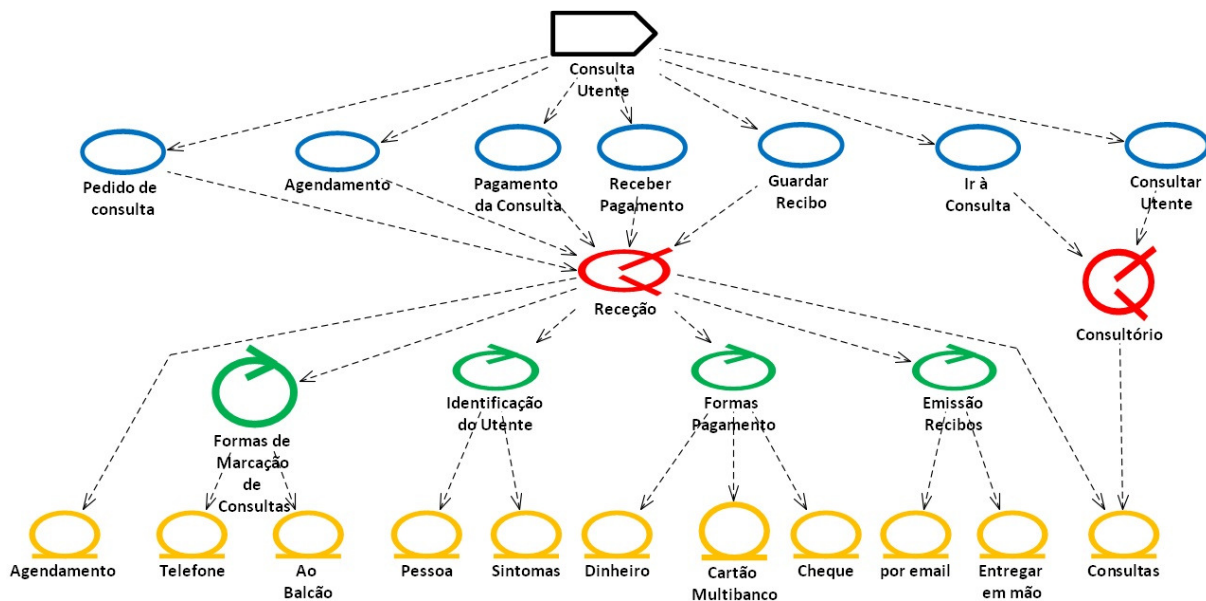 Consulta
Utente
Pedido de
consulta
Agendamento
Pagamento
da Consulta
Receber
Pagamento
Guardar
Recibo
Ir à
Consulta
Consultar
Utente
Receção
Consultório
Formas de
Marcação
de
Consultas
Identificação
do Utente
Formas
Pagamento
Emissão
Recibos
Agendamento
Telefone
Ao
Balcão
Pessoa
Sintomas
Dinheiro
Cartão
Multibanco
Cheque
por email
Entregar
em mão
Consultas